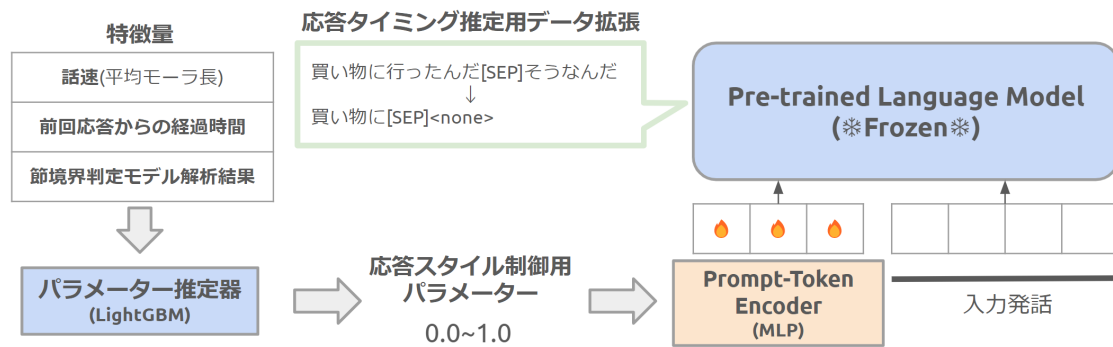 特徴量
話速(平均モーラ長)
前回応答からの経過時間
節境界判定モデル解析結果
パラメーター推定器
(LightGBM)
応答タイミング推定用データ拡張
買い物に行ったんだ[SEP]そうなんだ
↓
買い物に[SEP]<none>
応答スタイル制御用
パラメーター
0.0~1.0
Pre-trained Language Model
(❄Frozen❄)
Prompt-Token
Encoder
(MLP)
入力発話